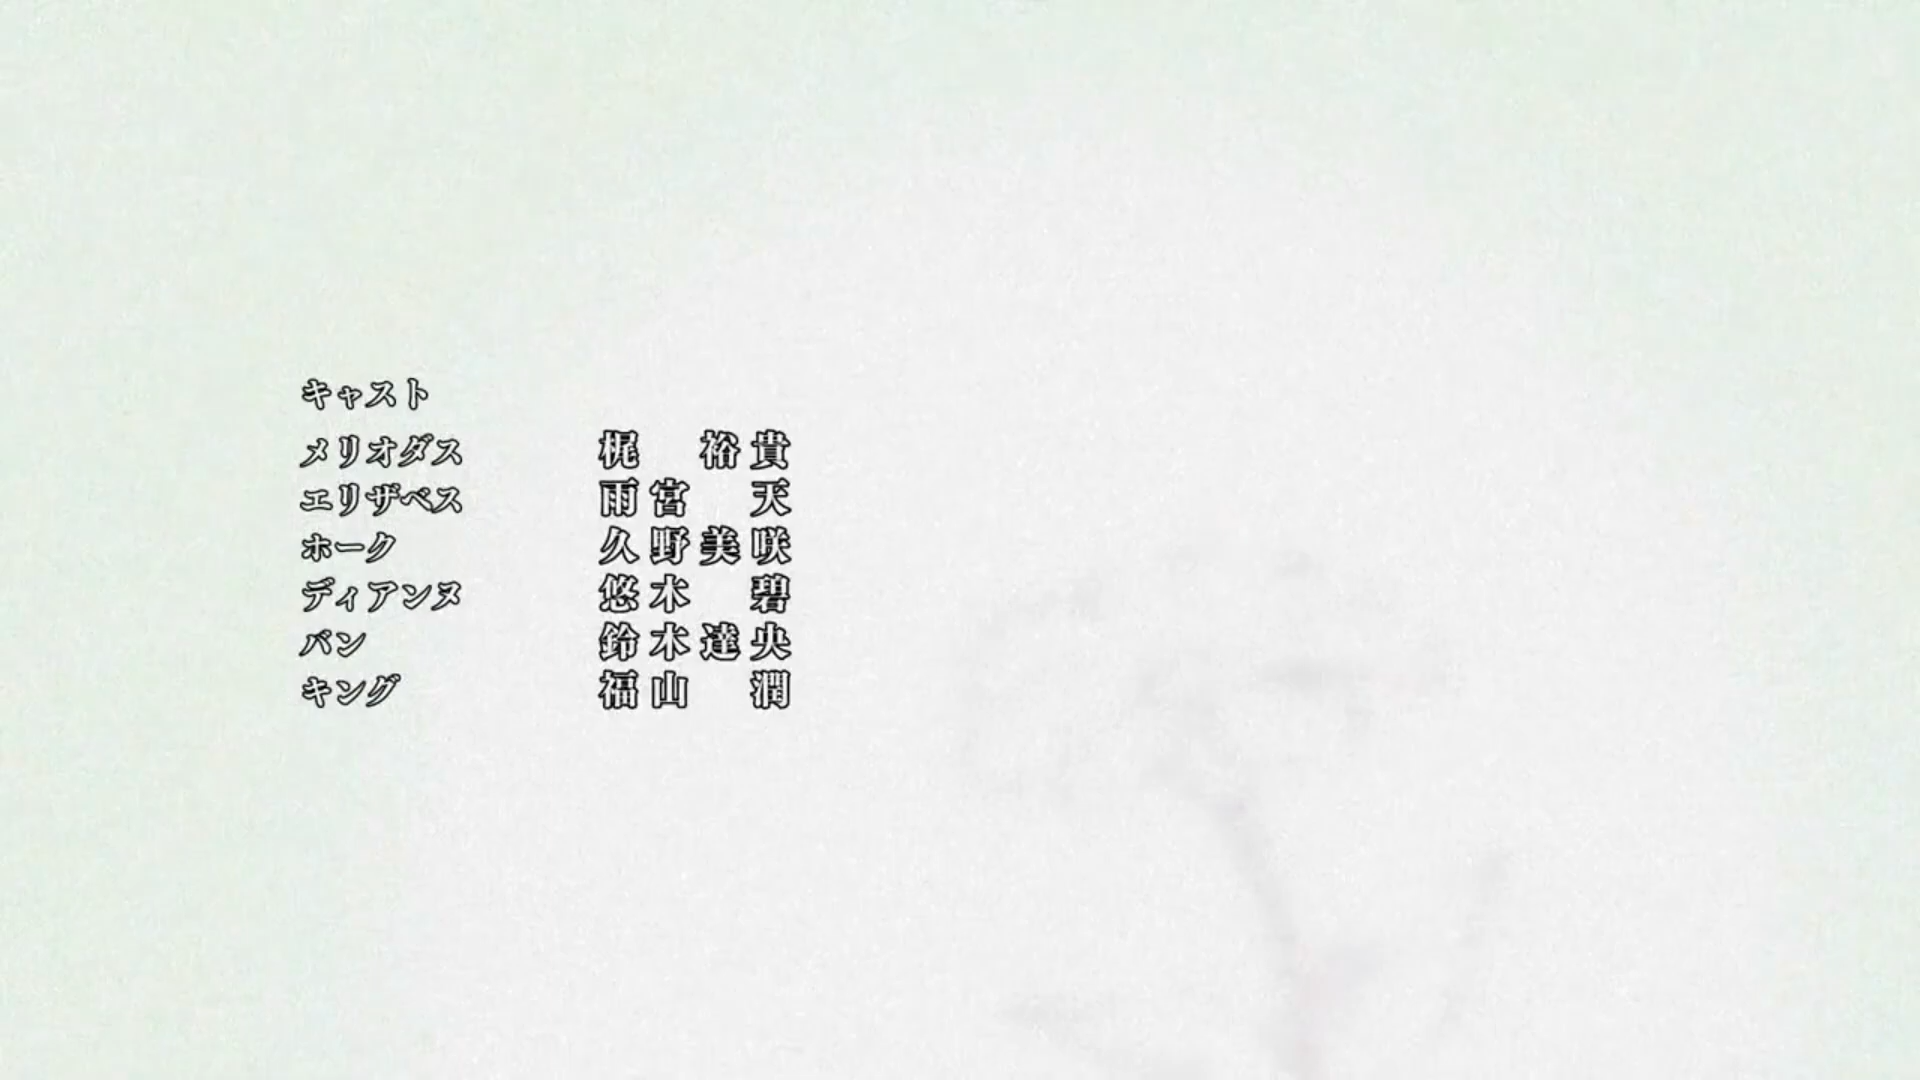 キャスト
メリオダス 梶 裕貴
エリザベス 雨宮 天
ホーク 久野美咲
ディアンヌ 悠木 碧
バン 鈴木達央
キング 福山 潤